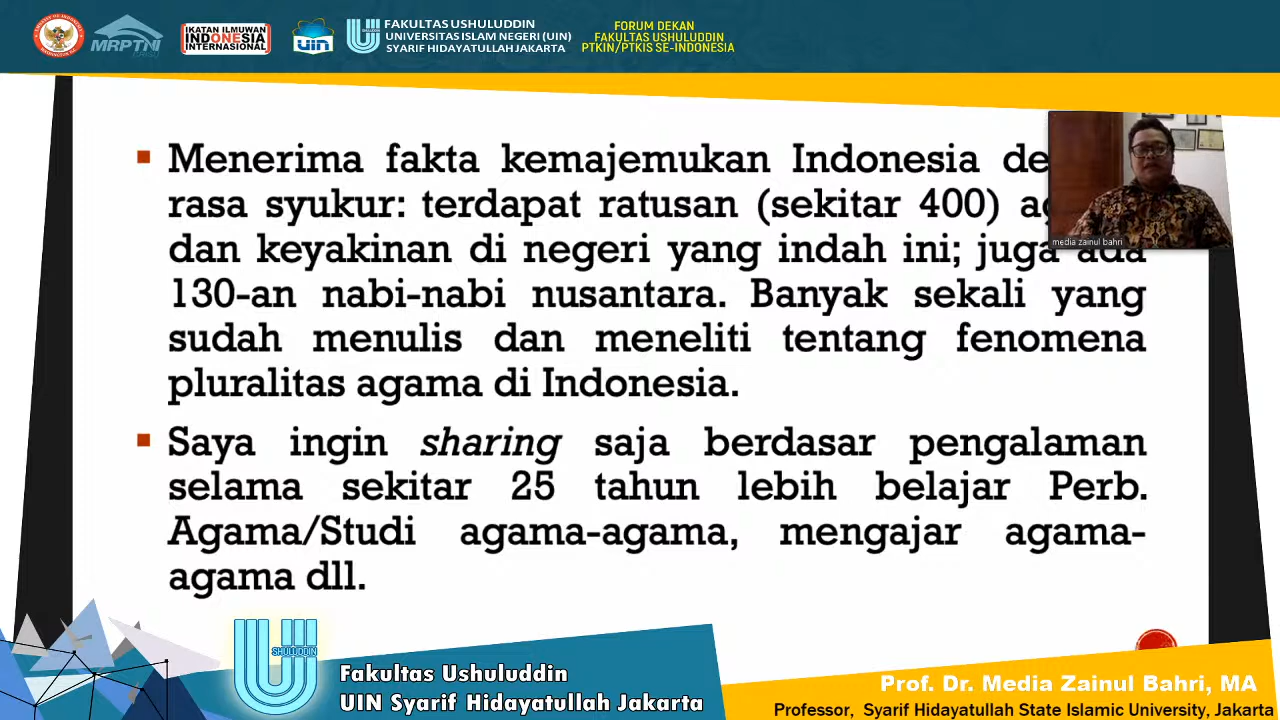 MRPTNI
IKATAN ILMUWAN
INDONESIA
INTERNASIONAL
uin
FAKULTAS USHULUDDIN
UNIVERSITAS ISLAM NEGERI (UIN)
SYARIF HIDAYATULLAH JAKARTA
FORUM DEKAN
FAKULTAS USHULUDDIN
PTKIN/PTKIS SE-INDONESIA
Menerima fakta kemajemukan Indonesia
rasa syukur: terdapat ratusan (sekitar 400)
dan keyakinan di negeri yang indah ini; juga ada
130-an nabi-nabi nusantara. Banyak sekali yang
sudah menulis dan meneliti tentang fenomena
pluralitas agama di Indonesia.
media zainul bahri
Saya ingin sharing saja berdasar pengalaman
selama sekitar 25 tahun lebih belajar Perb.
Agama/Studi agama-agama, mengajar agama-
agama dll.
USHULUDDIN
Fakultas Ushuluddin
UIN Syarif Hidayatullah Jakarta
Prof. Dr. Media Zainul Bahri, MA
Professor, Syarif Hidayatullah State Islamic University, Jakarta